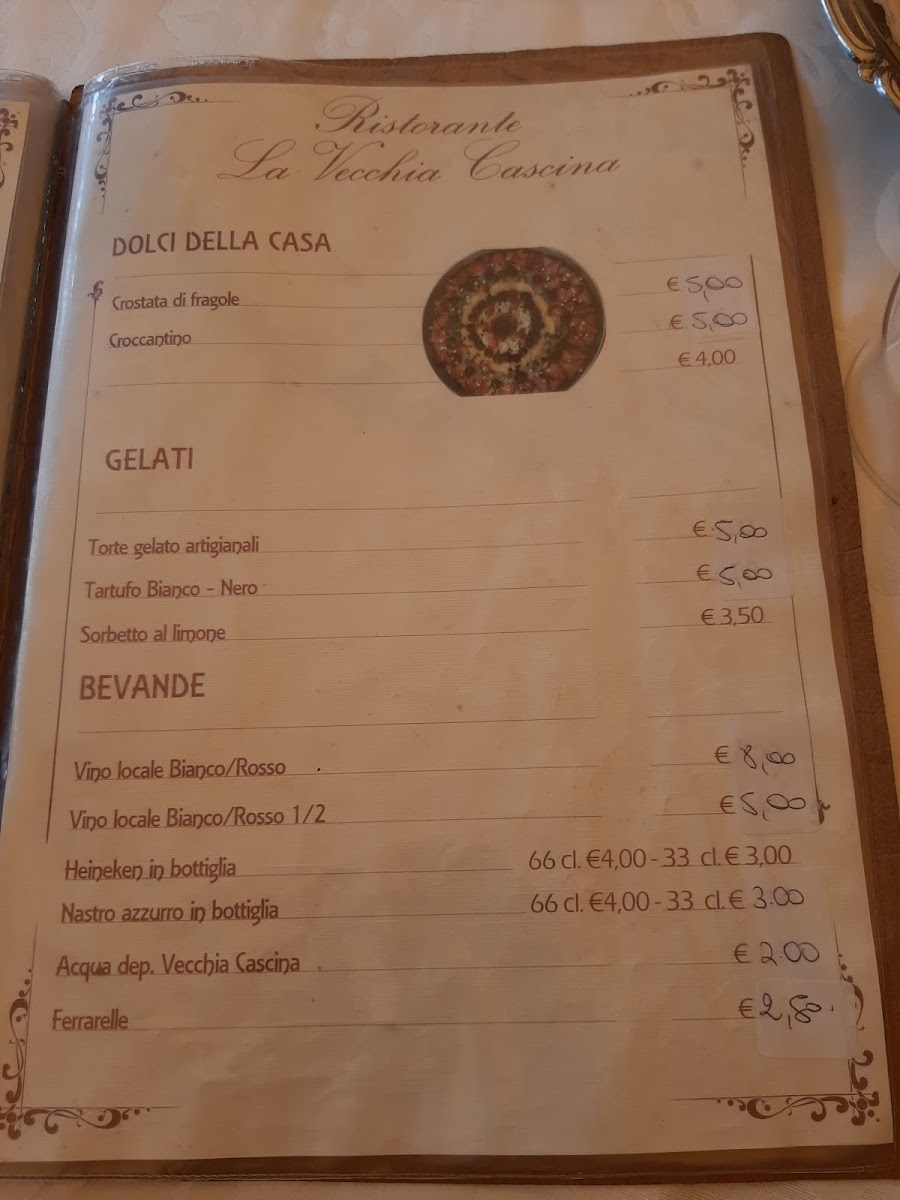 Ristorante
La Vecchia Cascina
DOLCI DELLA CASA
Crostata di fragole € 5,00
Croccantino € 5,00
€ 4,00
GELATI
Torte gelato artigianali € 5,00
Tartufo Bianco - Nero € 5,00
Sorbetto al limone € 3,50
BEVANDE
Vino locale Bianco/Rosso € 8,00
Vino locale Bianco/Rosso 1/2 € 5,00
Heineken in bottiglia 66 cl. €4,00 - 33 cl. € 3,00
Nastro azzurro in bottiglia 66 cl. €4,00 - 33 cl. € 3.00
Acqua dep. Vecchia Cascina € 2.00
Ferrarelle € 2,50